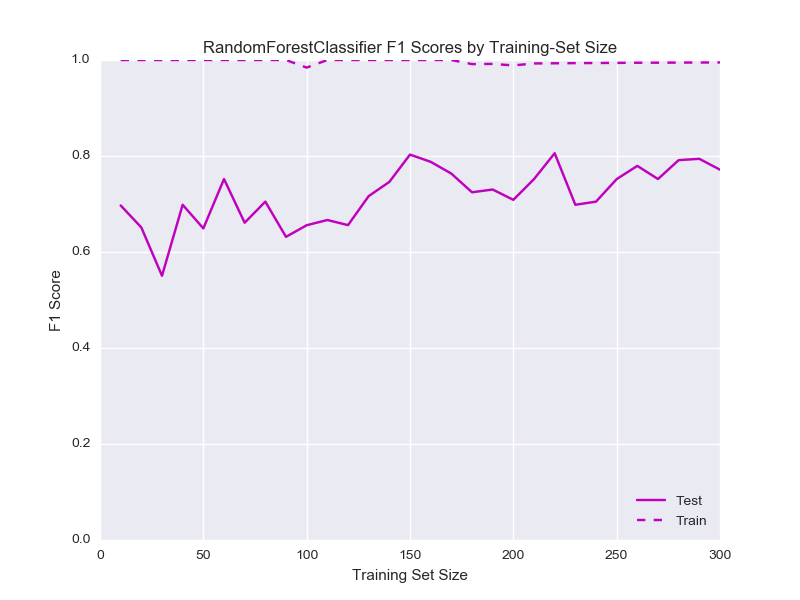 RandomForestClassifier F1 Scores by Training-Set Size
1.0
0.8
0.6
0.4
0.2
0.0
F1 Score
Test
Train
0 50 100 150 200 250 300
Training Set Size